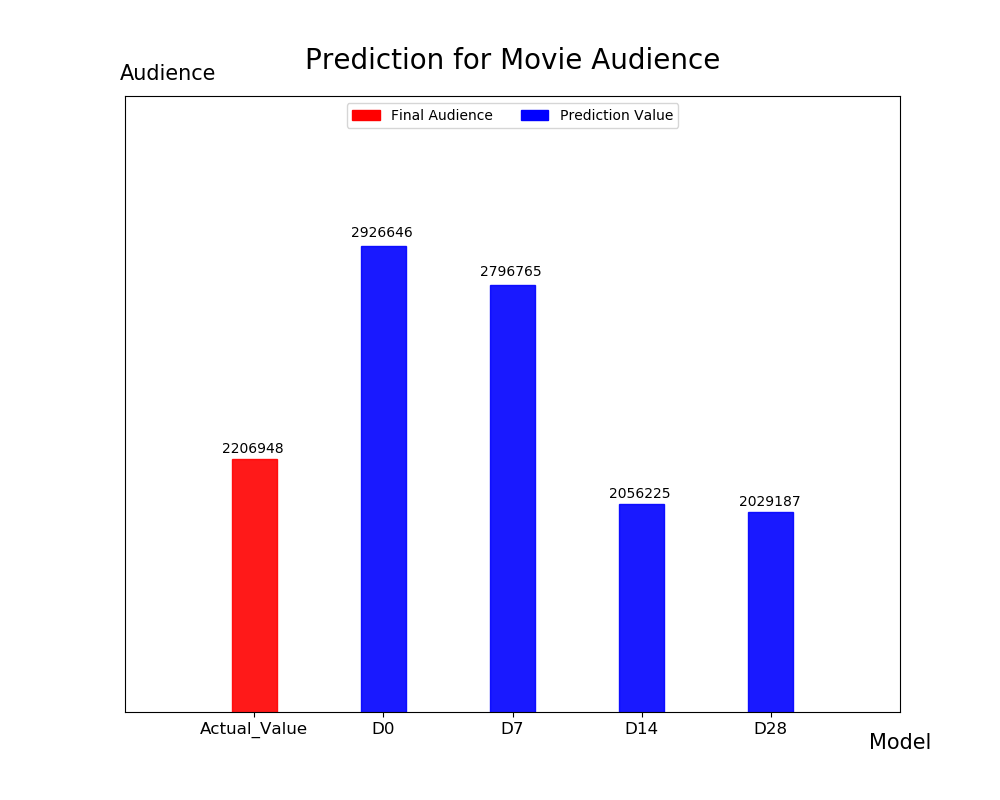 Prediction for Movie Audience
Audience
Final Audience
Prediction Value
2926646
2796765
2206948
2056225
2029187
Actual_Value
D0
D7
D14
D28
Model